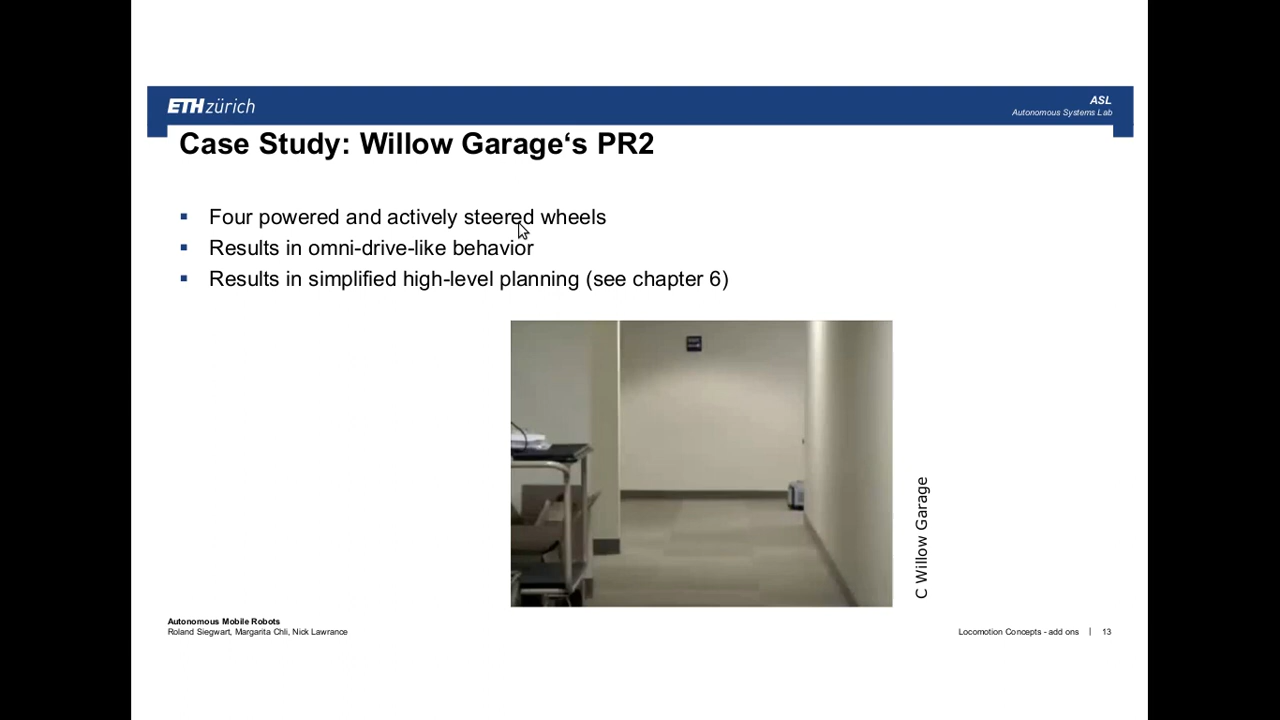 ETH zürich
ASL
Autonomous Systems Lab
Case Study: Willow Garage‘s PR2
▪ Four powered and actively steered wheels
▪ Results in omni-drive-like behavior
▪ Results in simplified high-level planning (see chapter 6)
C Willow Garage
Autonomous Mobile Robots
Roland Siegwart, Margarita Chli, Nick Lawrance
Locomotion Concepts - add ons | 13